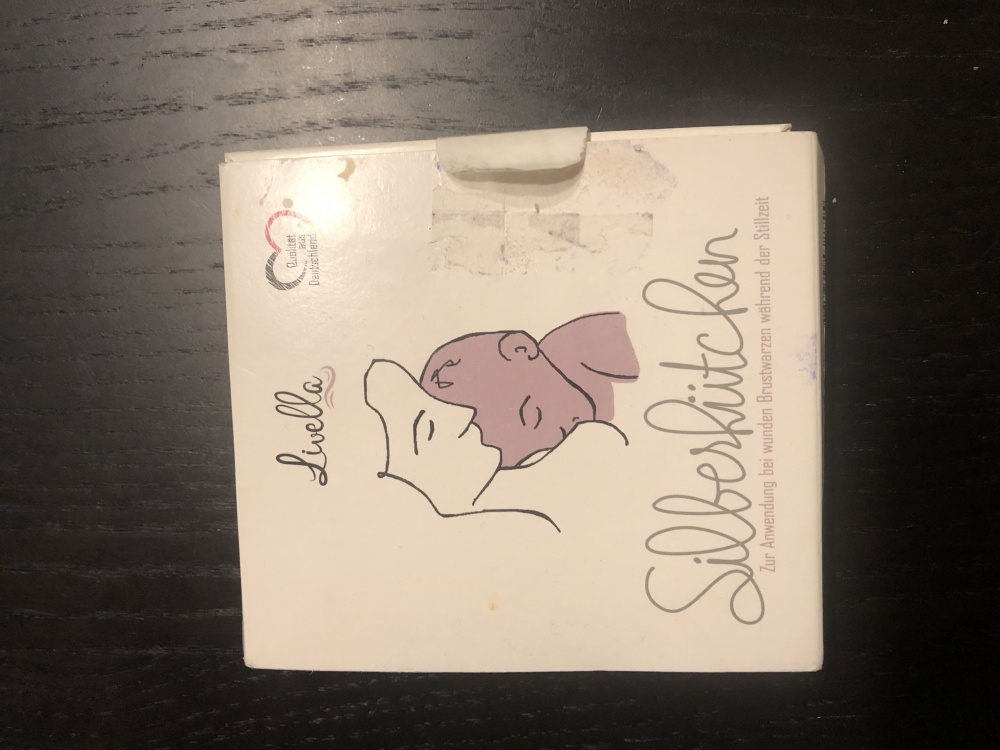 Livella
Qualität
aus
Deutschland
Silberhütchen
Zur Anwendung bei wunden Brustwarzen während der Stillzeit